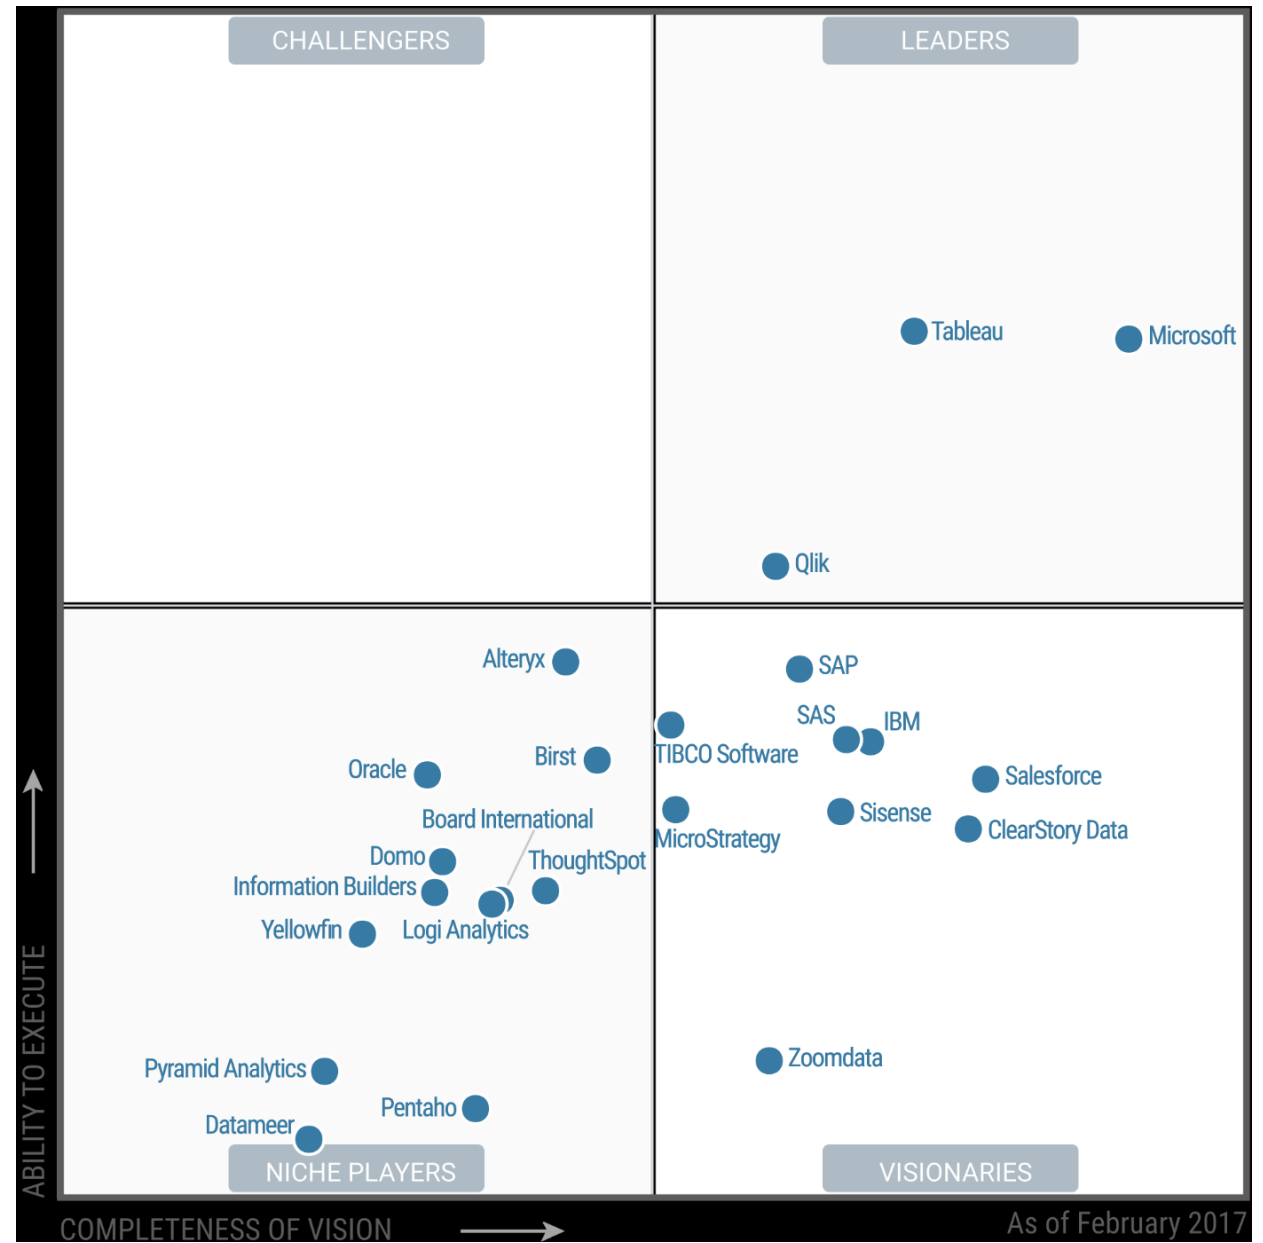 CHALLENGERS
LEADERS
Tableau
Microsoft
Qlik
Alteryx
SAP
SAS
IBM
TIBCO Software
Birst
Oracle
Salesforce
Board International
Sisense
ClearStory Data
MicroStrategy
Domo
ThoughtSpot
Information Builders
Yellowfin
Logi Analytics
Zoomdata
Pyramid Analytics
Pentaho
Datameer
NICHE PLAYERS
VISIONARIES
ABILITY TO EXECUTE
COMPLETENESS OF VISION
As of February 2017